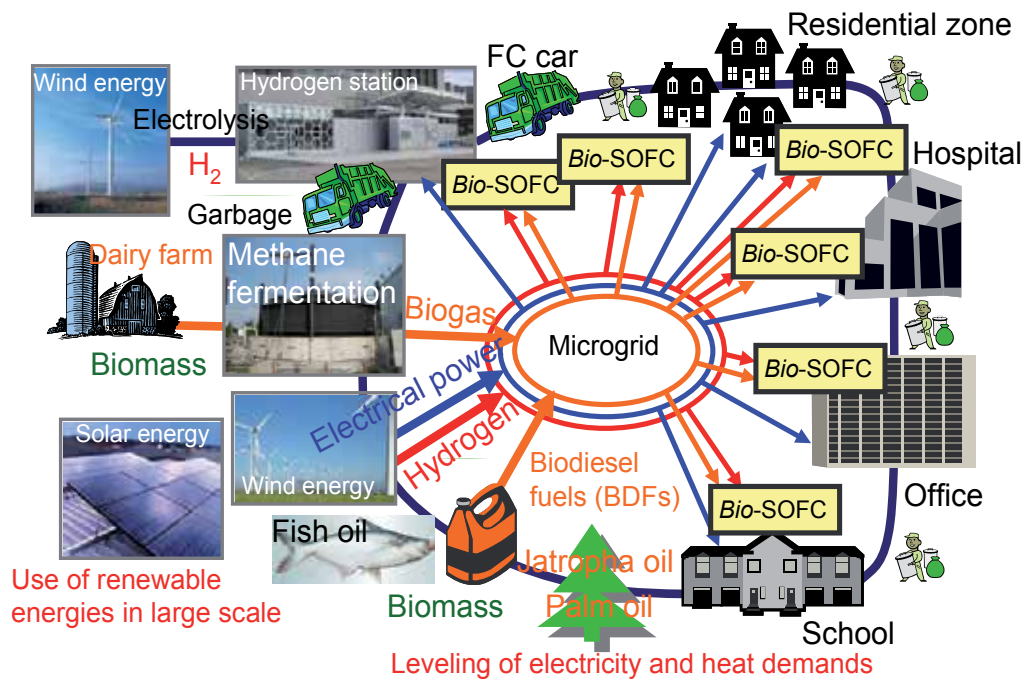 Residential zone
FC car
Wind energy
Hydrogen station
Electrolysis
H2
Bio-SOFC
Bio-SOFC
Bio-SOFC
Hospital
Garbage
Dairy farm
Methane
fermentation
Bio-SOFC
Biogas
Biomass
Microgrid
Bio-SOFC
Electrical power
Hydrogen
Solar energy
Wind energy
Biodiesel
fuels (BDFs)
Bio-SOFC
Office
Fish oil
Jatropha oil
Use of renewable
energies in large scale
Biomass
Palm oil
School
Leveling of electricity and heat demands